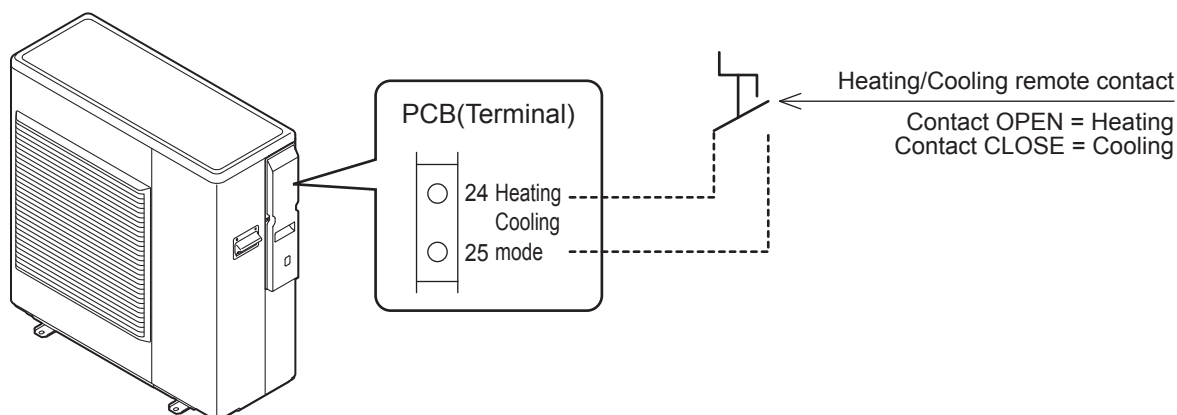 PCB(Terminal)
24 Heating
Cooling
25 mode
Heating/Cooling remote contact
Contact OPEN = Heating
Contact CLOSE = Cooling